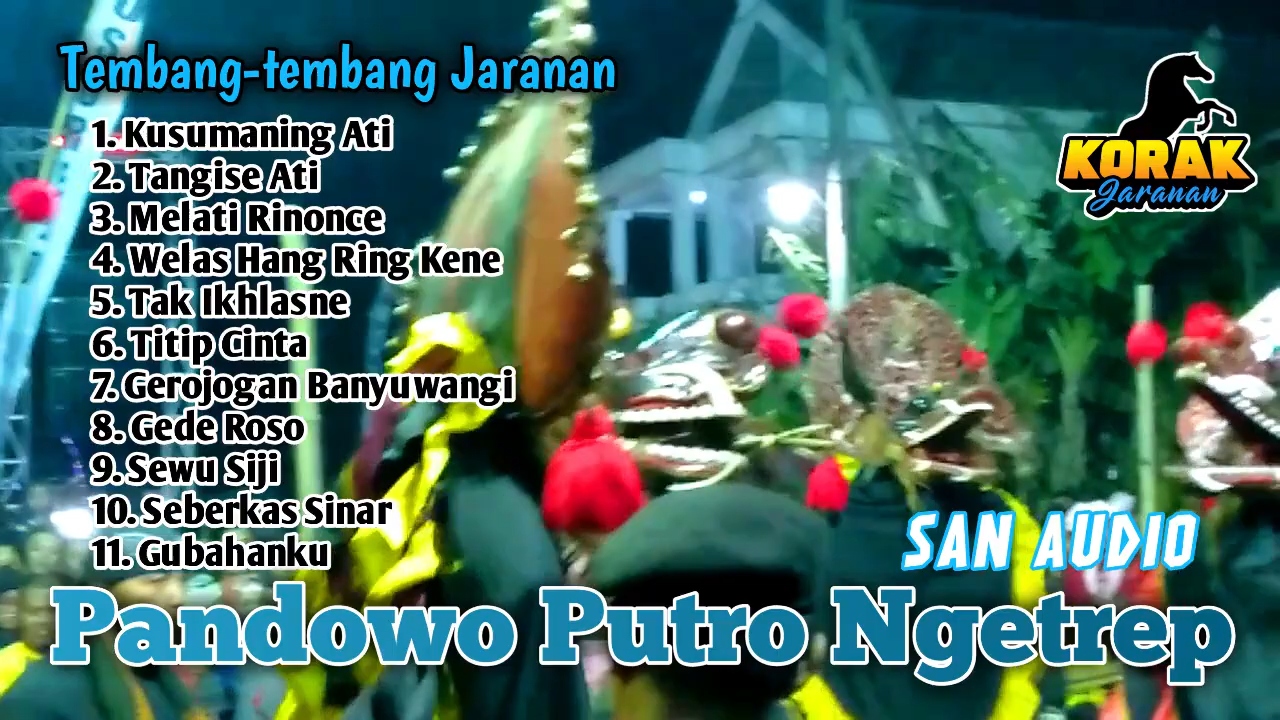 Tembang-tembang Jaranan
1. Kusumaning Ati
2. Tangise Ati
3. Melati Rinonce
4. Welas Hang Ring Kene
5. Tak Ikhlasne
6. Titip Cinta
7. Gerojogan Banyuwangi
8. Gede Roso
9. Sewu Siji
10. Seberkas Sinar
11. Gubahanku
KORAK
Jaranan
SAN AUDIO
Pandowo Putro Ngetrep